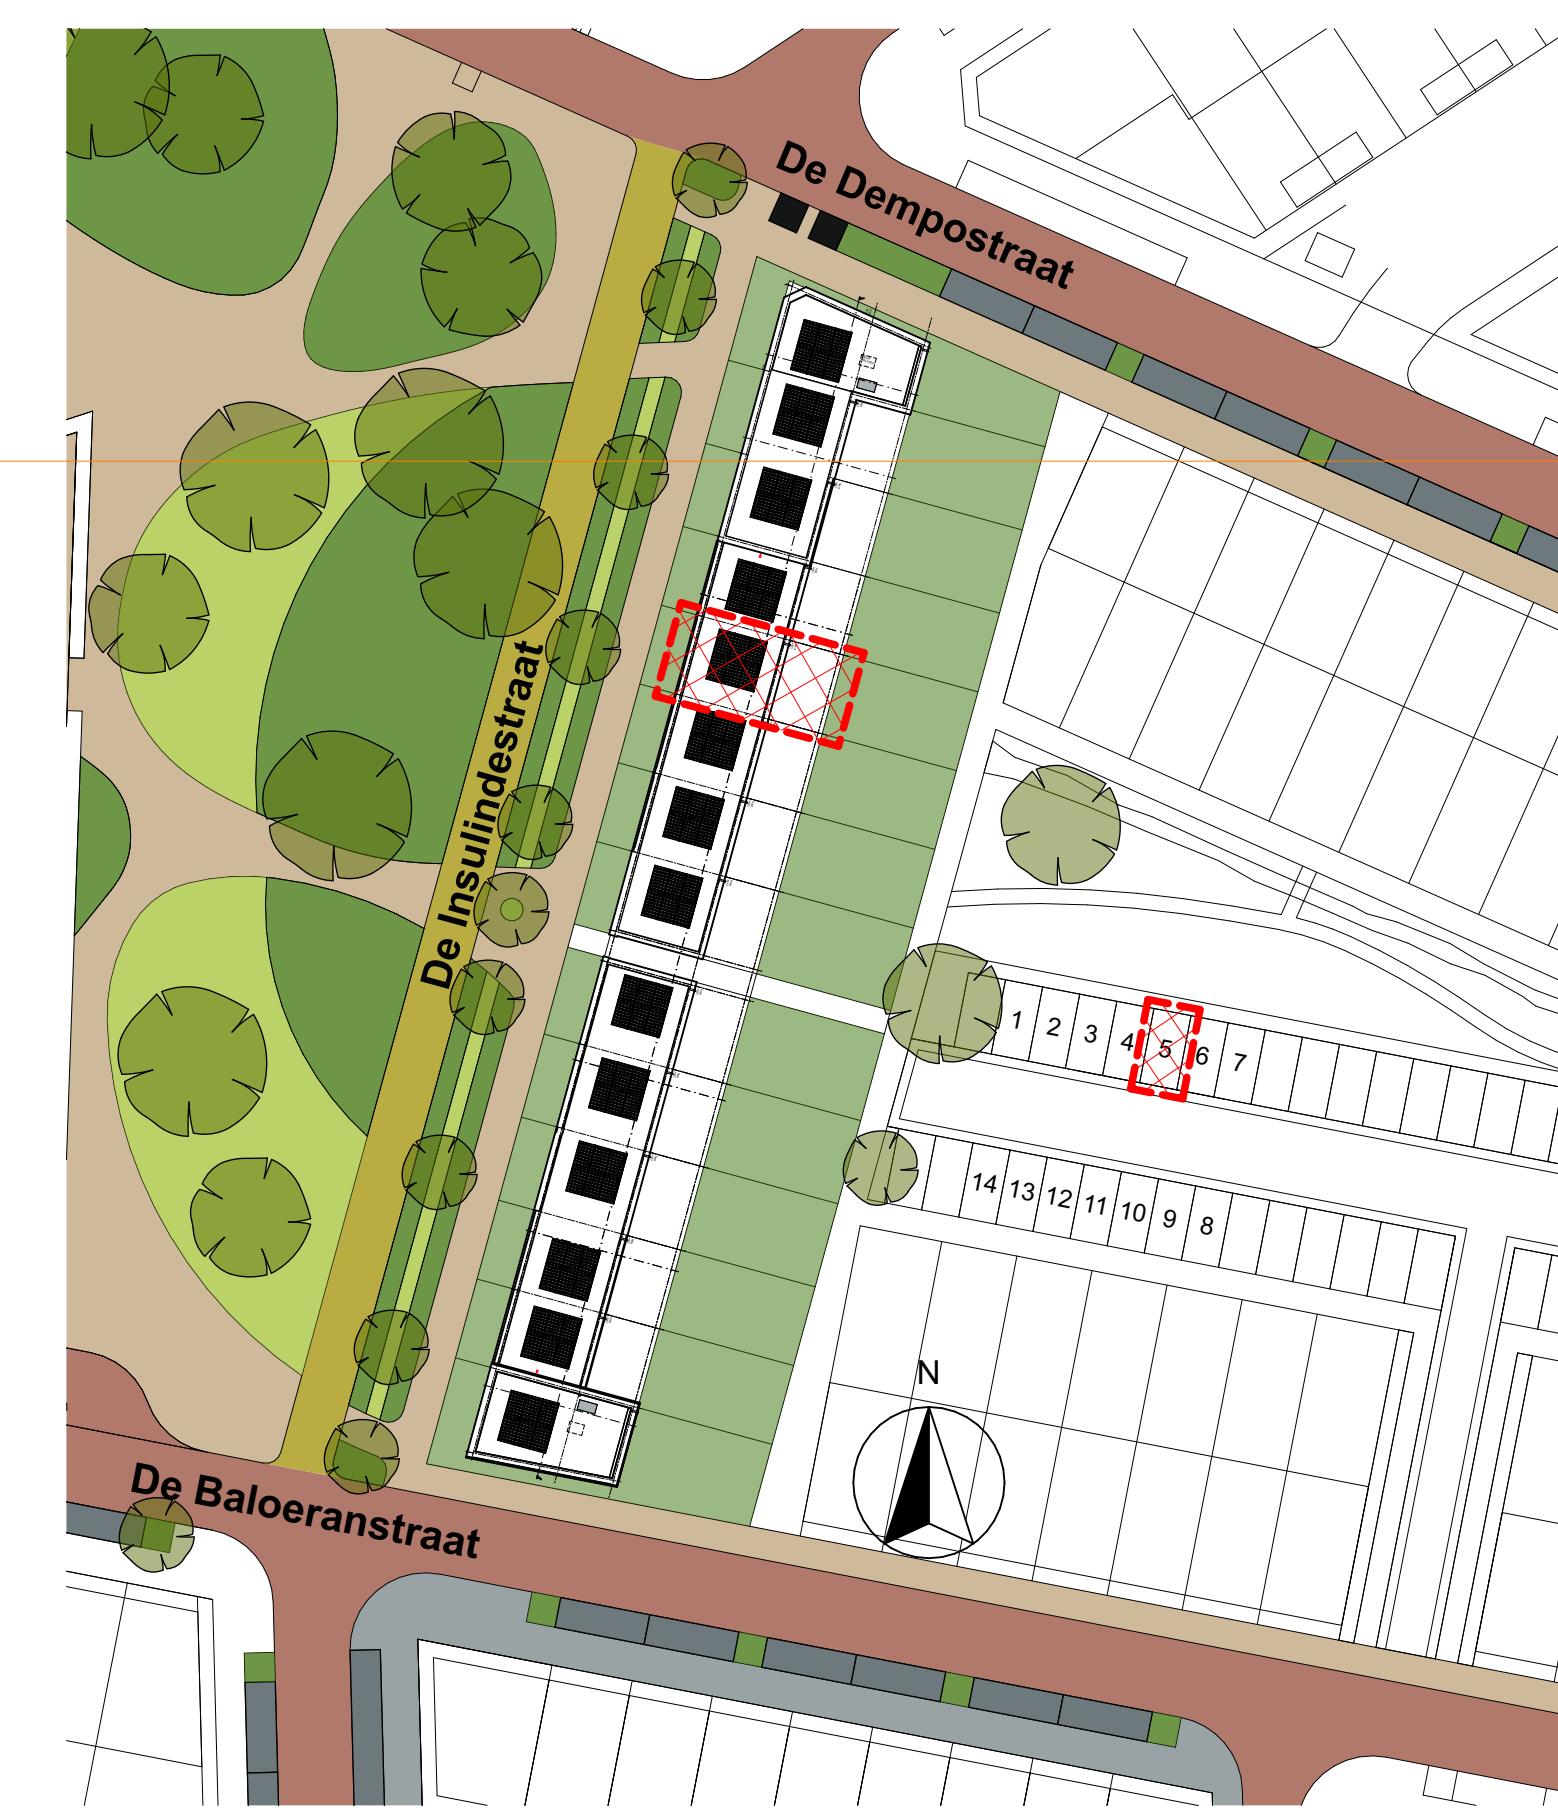 De Dempostraat
De Insulindestraat
1 2 3 4 5 6 7
14 13 12 11 10 9 8
N
De Baloeranstraat